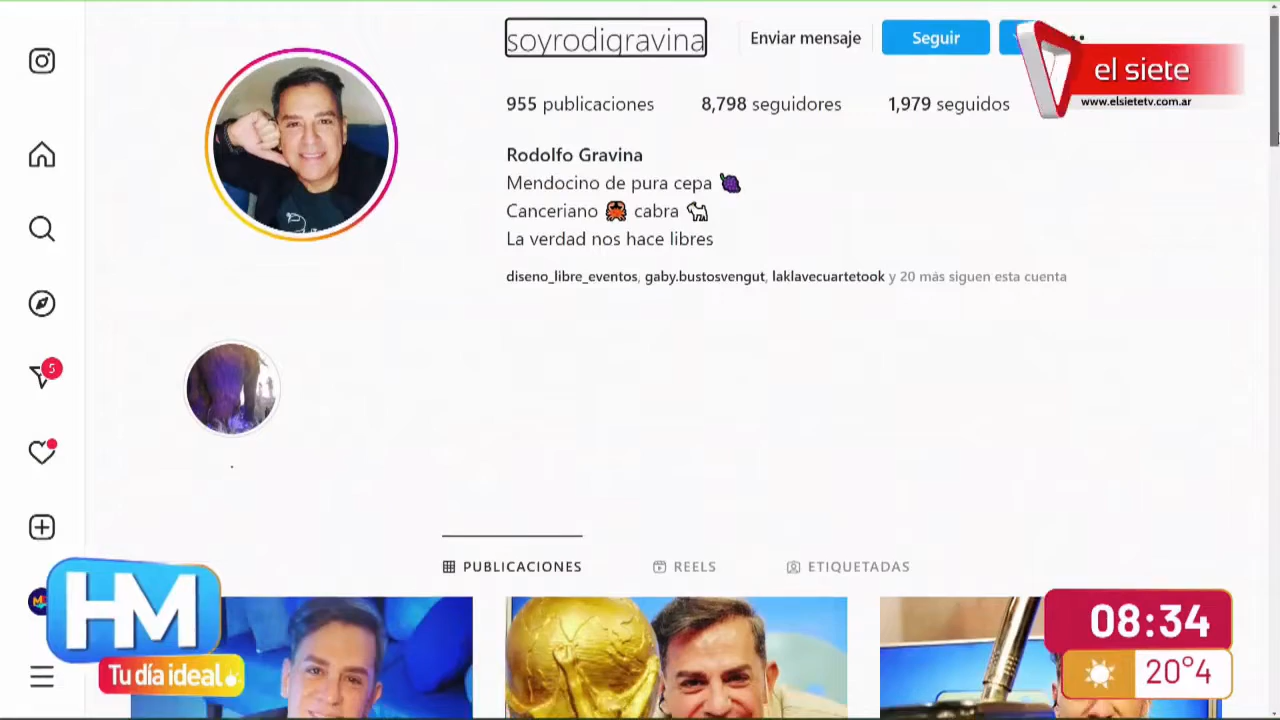 soyrodigravina
Enviar mensaje
Seguir
el siete
www.elsietetv.com.ar
955 publicaciones
8,798 seguidores
1,979 seguidos
Rodolfo Gravina
Mendocino de pura cepa 🍇
Canceriano 🦀 cabra 🐐
La verdad nos hace libres
diseno_libre_eventos, gaby.bustosvengut, laklavecuartetook y 20 más siguen esta cuenta
5
.
PUBLICACIONES
REELS
ETIQUETADAS
HM
Tu día ideal
08:34
20°4